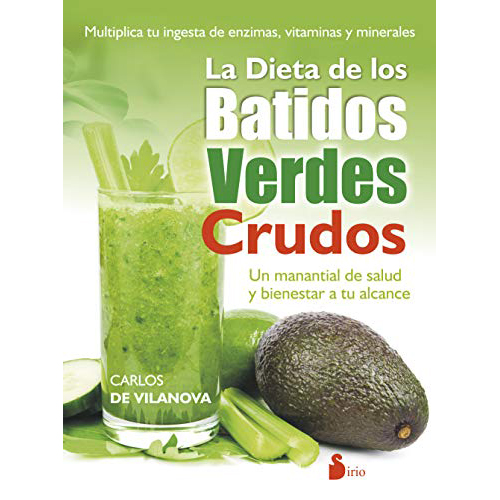 Multiplica tu ingesta de enzimas, vitaminas y minerales
La Dieta de los
Batidos
Verdes
Crudos
Un manantial de salud
y bienestar a tu alcance
CARLOS
DE VILANOVA
Sirio